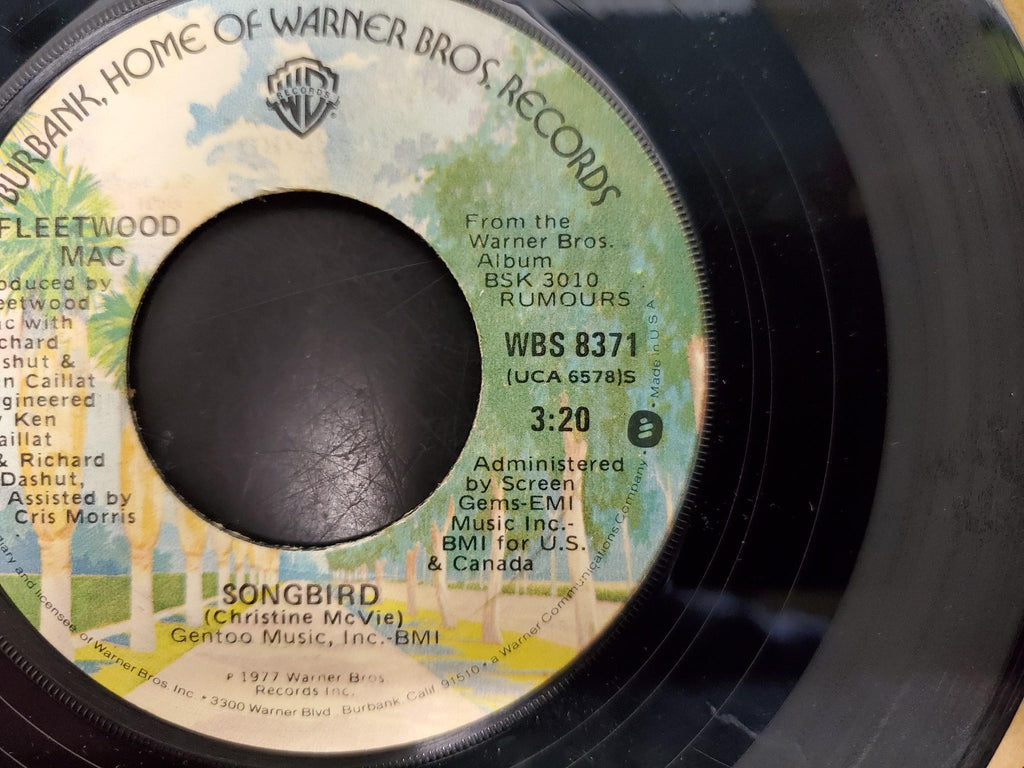 BURBANK, HOME OF WARNER BROS. RECORDS
WB
RECORDS
FLEETWOOD
MAC
oduced by
eetwood
c with
chard
shut &
n Caillat
gineered
y Ken
aillat
& Richard
Dashut,
Assisted by
Cris Morris
From the
Warner Bros.
Album
BSK 3010
RUMOURS
WBS 8371
(UCA 6578)S
3:20
Administered
by Screen
Gems-EMI
Music Inc.-
BMI for U.S.
& Canada
SONGBIRD
(Christine McVie)
Gentoo Music, Inc.-BMI
℗ 1977 Warner Bros.
Records Inc.
diary and licensee of Warner Bros. Inc. • 3300 Warner Blvd., Burbank, Calif. 91510 • a Warner Communications Company • Made in U.S.A.